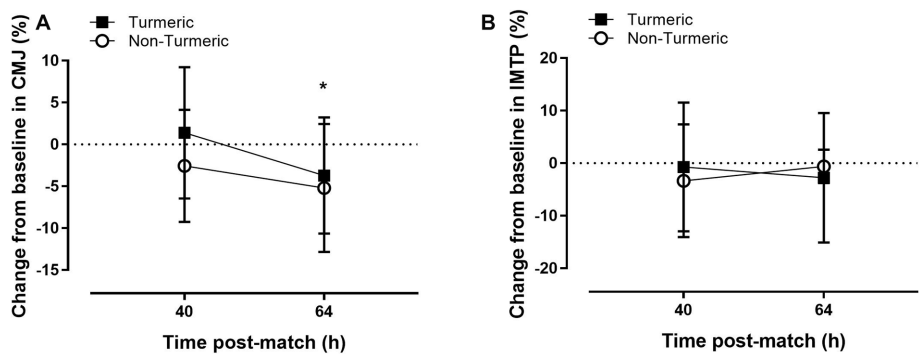 A
Turmeric
Non-Turmeric
Change from baseline in CMJ (%)
10
5
0
-5
-10
-15
*
40
64
Time post-match (h)
B
Turmeric
Non-Turmeric
Change from baseline in IMTP (%)
20
10
0
-10
-20
40
64
Time post-match (h)